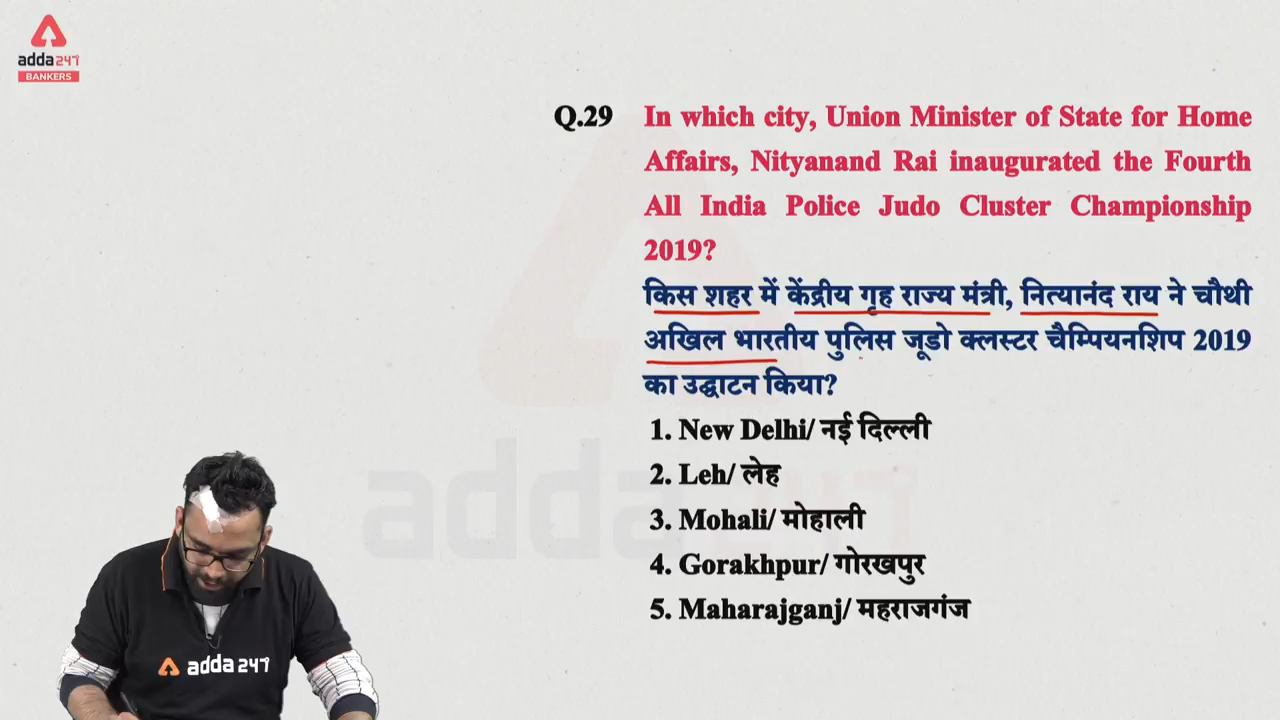 adda247
BANKERS
Q.29 In which city, Union Minister of State for Home
Affairs, Nityanand Rai inaugurated the Fourth
All India Police Judo Cluster Championship
2019?
किस शहर में केंद्रीय गृह राज्य मंत्री, नित्यानंद राय ने चौथी
अखिल भारतीय पुलिस जूडो क्लस्टर चैम्पियनशिप 2019
का उद्घाटन किया?
1. New Delhi/ नई दिल्ली
2. Leh/ लेह
3. Mohali/ मोहाली
4. Gorakhpur/ गोरखपुर
5. Maharajganj/ महराजगंज
adda247
adda247